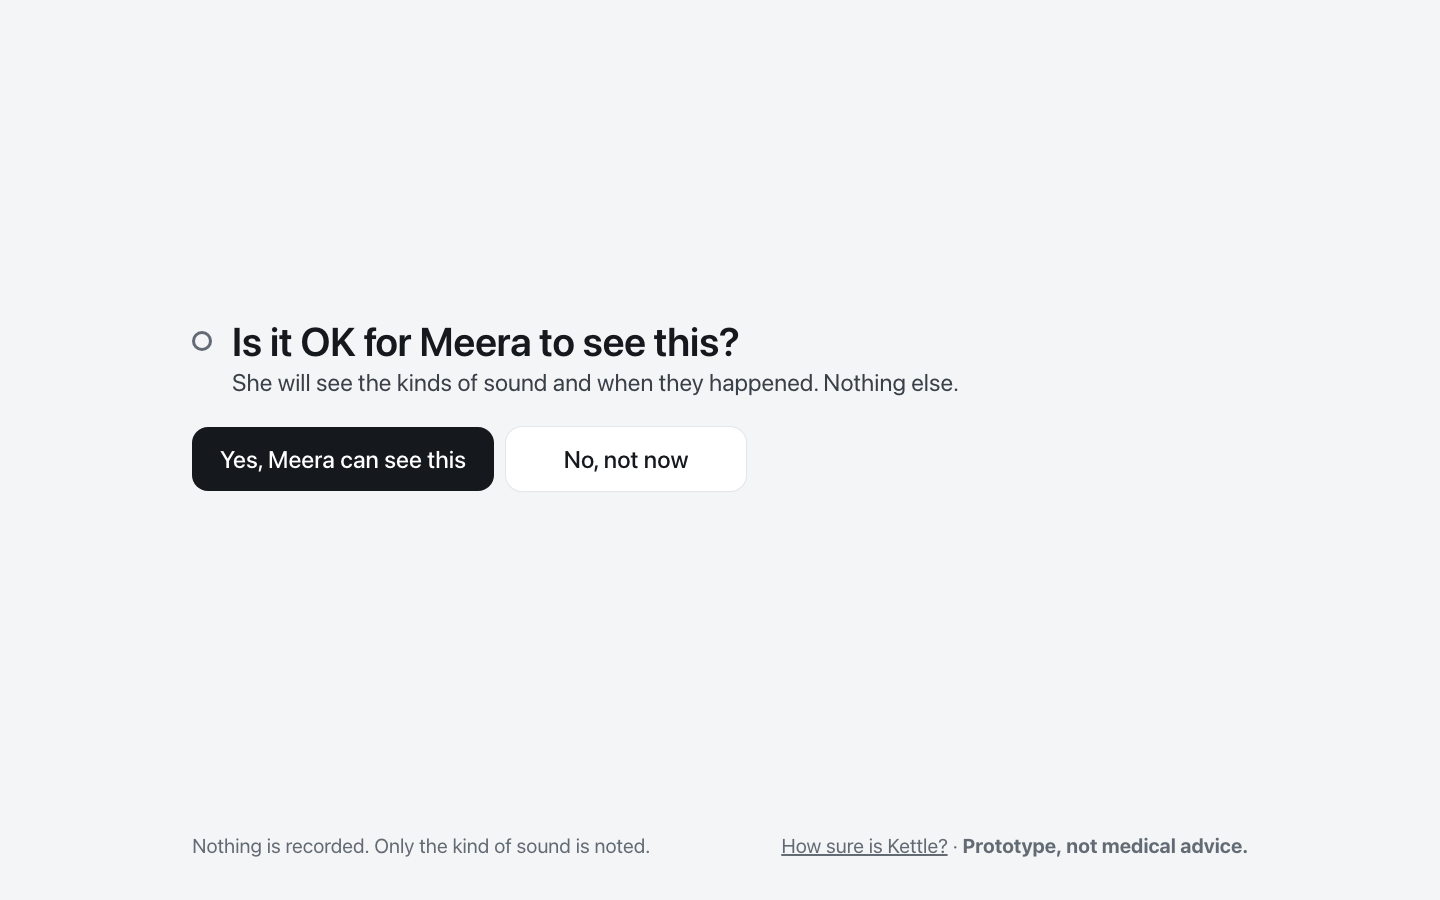 Is it OK for Meera to see this?
She will see the kinds of sound and when they happened. Nothing else.
Yes, Meera can see this
No, not now
Nothing is recorded. Only the kind of sound is noted.
How sure is Kettle? · Prototype, not medical advice.